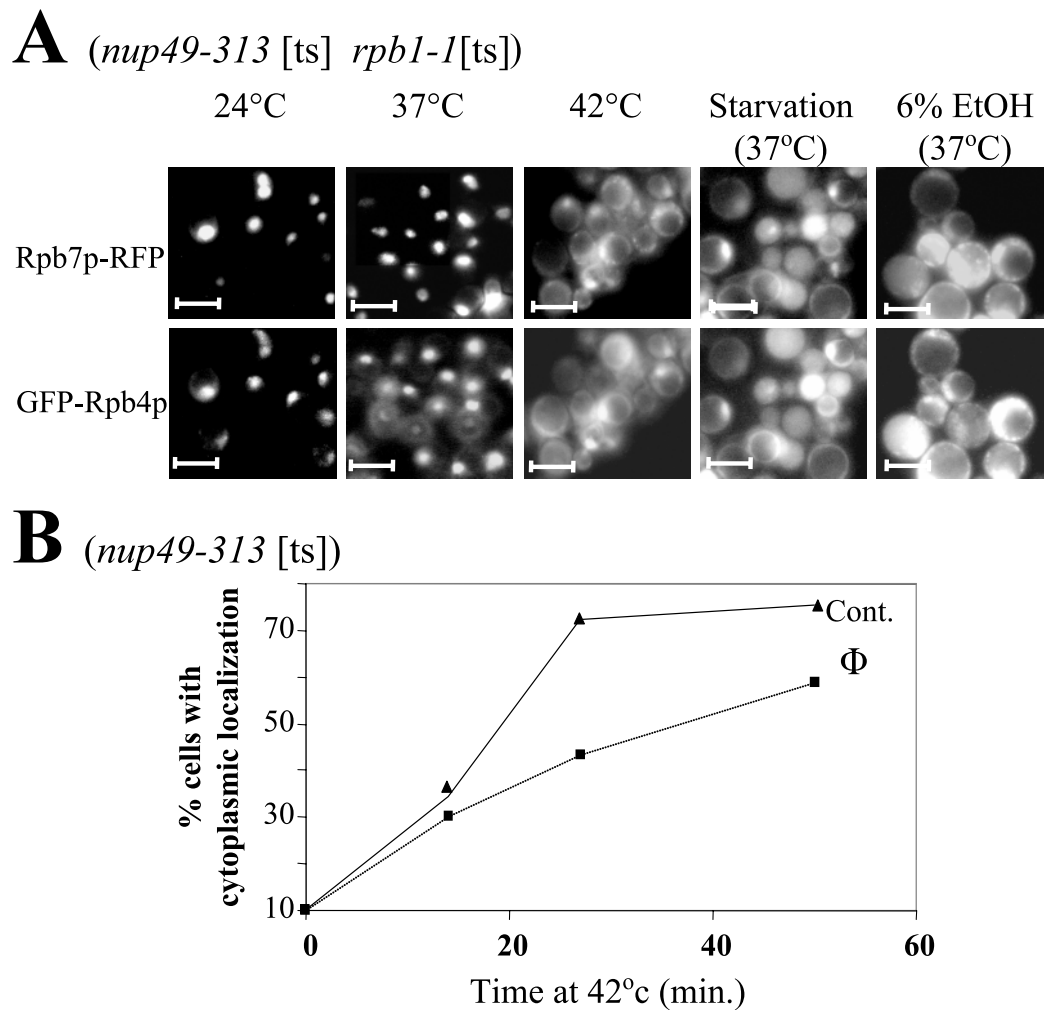 A (nup49-313 [ts] rpb1-1[ts])
24°C 37°C 42°C Starvation (37°C) 6% EtOH (37°C)
Rpb7p-RFP
GFP-Rpb4p
B (nup49-313 [ts])
% cells with
cytoplasmic localization
70
50
30
10
Cont.
Φ
0 20 40 60
Time at 42°c (min.)